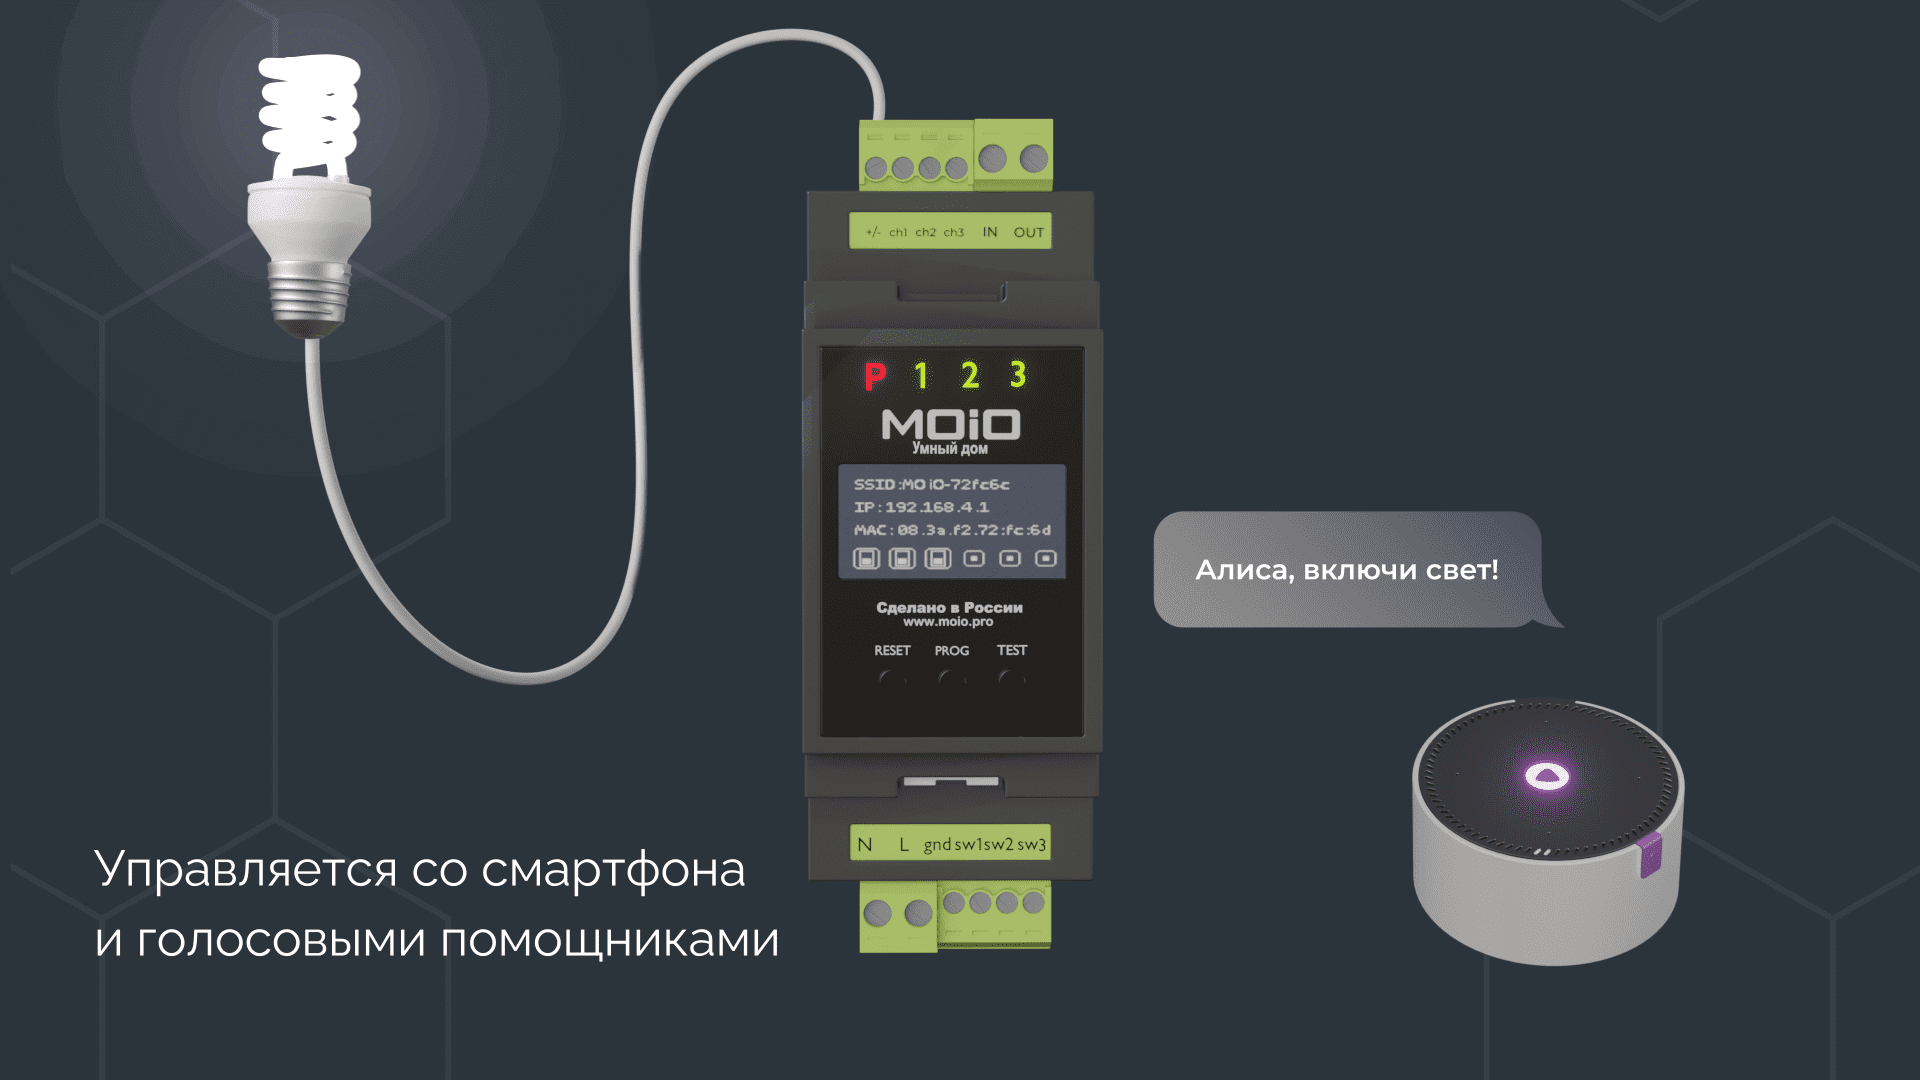 +/- ch1 ch2 ch3 IN OUT
P 1 2 3
MOiO
Умный дом
SSID:MOiO-72fc6c
IP:192.168.4.1
MAC:08.3a.f2.72:fc:6d
Сделано в России
www.moio.pro
RESET PROG TEST
N L gnd sw1 sw2 sw3
Алиса, включи свет!
Управляется со смартфона
и голосовыми помощниками